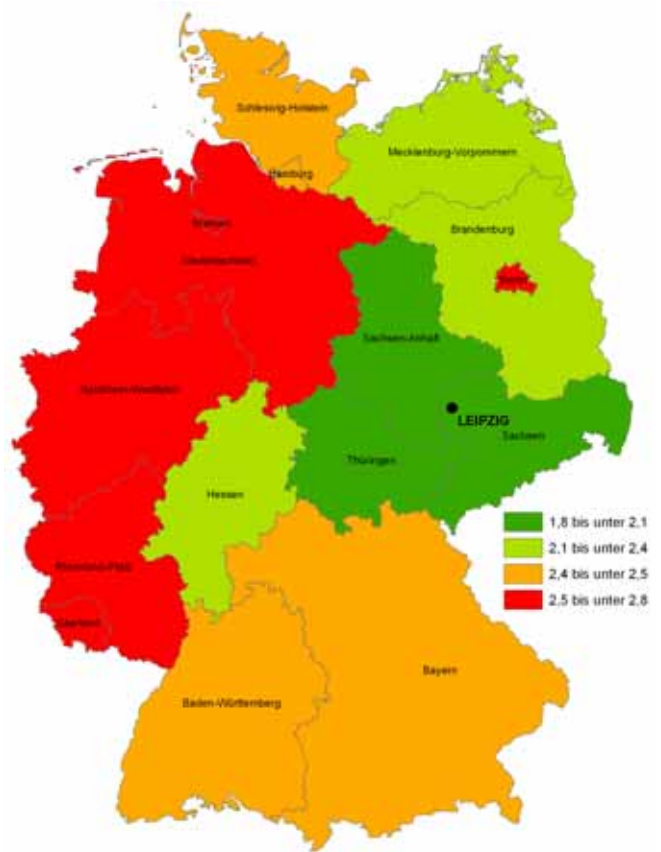 Schleswig-Holstein
Hamburg
Mecklenburg-Vorpommern
Bremen
Niedersachsen
Brandenburg
Berlin
Sachsen-Anhalt
Nordrhein-Westfalen
LEIPZIG
Sachsen
Thüringen
Hessen
1,8 bis unter 2,1
2,1 bis unter 2,4
2,4 bis unter 2,5
2,5 bis unter 2,8
Rheinland-Pfalz
Saarland
Bayern
Baden-Württemberg